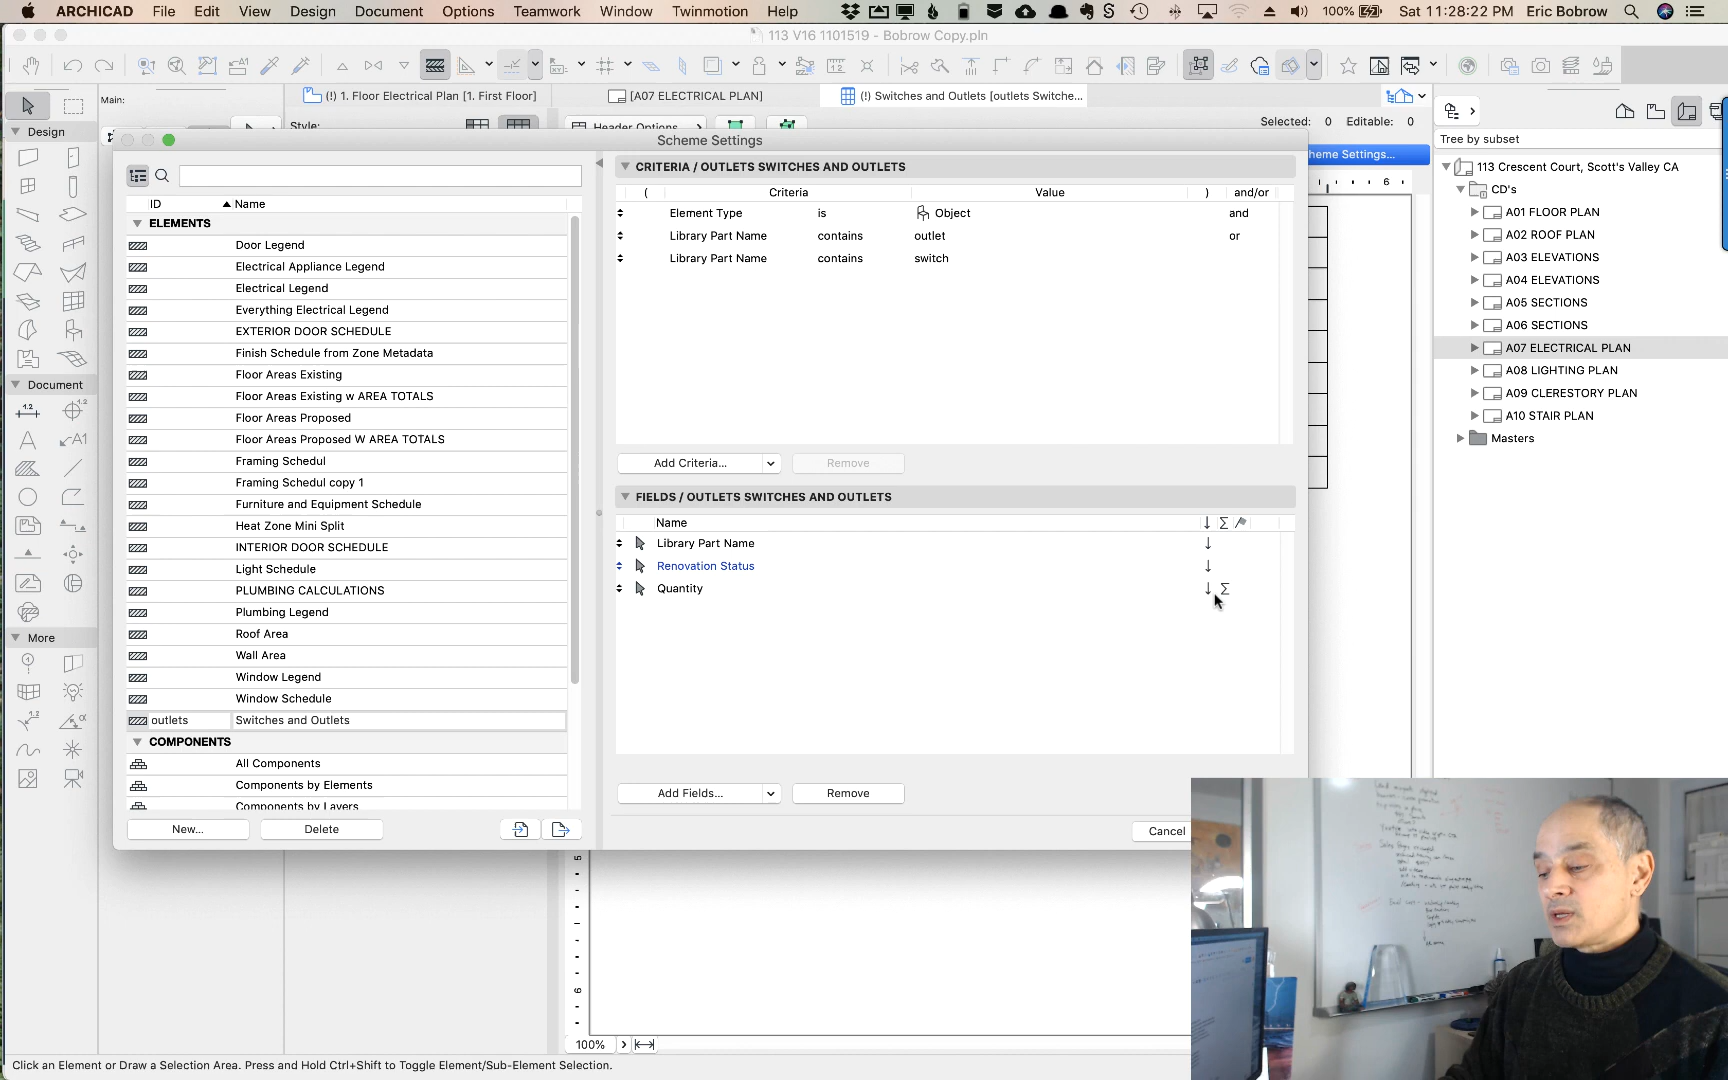 ARCHICAD File Edit View Design Document Options Teamwork Window Twinmotion Help 100% Sat 11:28:22 PM Eric Bobrow
113 V16 1101519 - Bobrow Copy.pln
Main:
(!) 1. Floor Electrical Plan [1. First Floor]
[A07 ELECTRICAL PLAN]
(!) Switches and Outlets [outlets Switche...
Style:
Header Options
Selected: 0 Editable: 0
Design
Document
More
Scheme Settings
heme Settings...
6
ID Name
ELEMENTS
Door Legend
Electrical Appliance Legend
Electrical Legend
Everything Electrical Legend
EXTERIOR DOOR SCHEDULE
Finish Schedule from Zone Metadata
Floor Areas Existing
Floor Areas Existing w AREA TOTALS
Floor Areas Proposed
Floor Areas Proposed W AREA TOTALS
Framing Schedul
Framing Schedul copy 1
Furniture and Equipment Schedule
Heat Zone Mini Split
INTERIOR DOOR SCHEDULE
Light Schedule
PLUMBING CALCULATIONS
Plumbing Legend
Roof Area
Wall Area
Window Legend
Window Schedule
outlets Switches and Outlets
COMPONENTS
All Components
Components by Elements
Components by Layers
New...
Delete
CRITERIA / OUTLETS SWITCHES AND OUTLETS
( Criteria Value ) and/or
Element Type is Object and
Library Part Name contains outlet or
Library Part Name contains switch
Add Criteria...
Remove
FIELDS / OUTLETS SWITCHES AND OUTLETS
Name
Library Part Name
Renovation Status
Quantity
Add Fields...
Remove
Cancel
Tree by subset
113 Crescent Court, Scott's Valley CA
CD's
A01 FLOOR PLAN
A02 ROOF PLAN
A03 ELEVATIONS
A04 ELEVATIONS
A05 SECTIONS
A06 SECTIONS
A07 ELECTRICAL PLAN
A08 LIGHTING PLAN
A09 CLERESTORY PLAN
A10 STAIR PLAN
Masters
100%
Click an Element or Draw a Selection Area. Press and Hold Ctrl+Shift to Toggle Element/Sub-Element Selection.